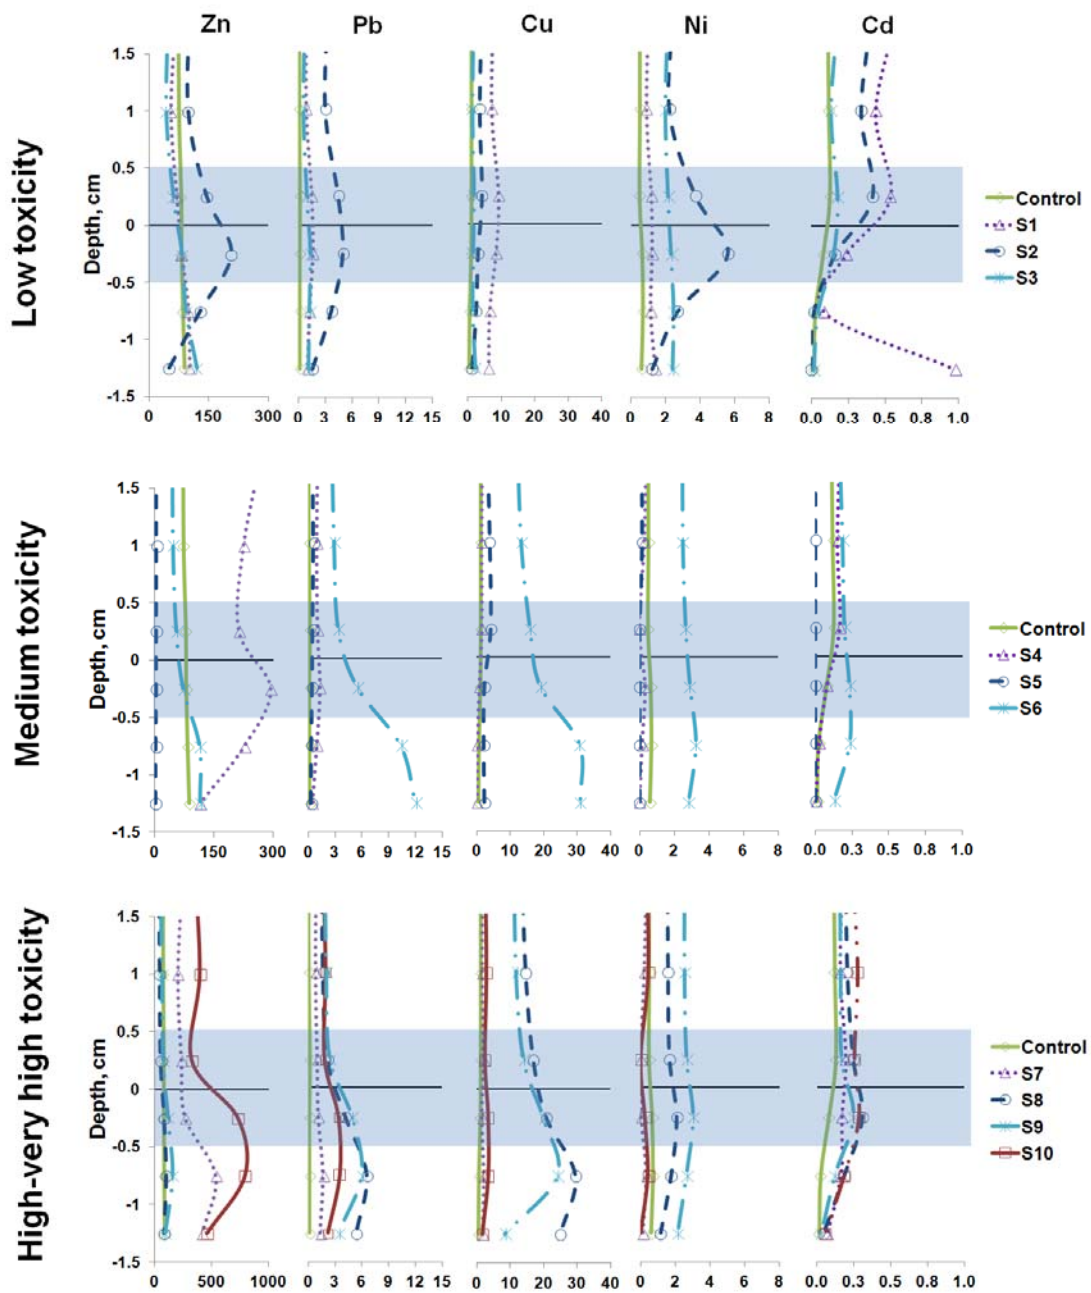 Zn Pb Cu Ni Cd
Low toxicity
Depth, cm
1.5
1
0.5
0
-0.5
-1
-1.5
0 150 300 0 3 6 9 12 15 0 10 20 30 40 0 2 4 6 8 0.0 0.3 0.5 0.8 1.0
Control
S1
S2
S3
Medium toxicity
Depth, cm
1.5
1
0.5
0
-0.5
-1
-1.5
0 150 300 0 3 6 9 12 15 0 10 20 30 40 0 2 4 6 8 0.0 0.3 0.5 0.8 1.0
Control
S4
S5
S6
High-very high toxicity
Depth, cm
1.5
1
0.5
0
-0.5
-1
-1.5
0 500 1000 0 3 6 9 12 15 0 10 20 30 40 0 2 4 6 8 0.0 0.3 0.5 0.8 1.0
Control
S7
S8
S9
S10